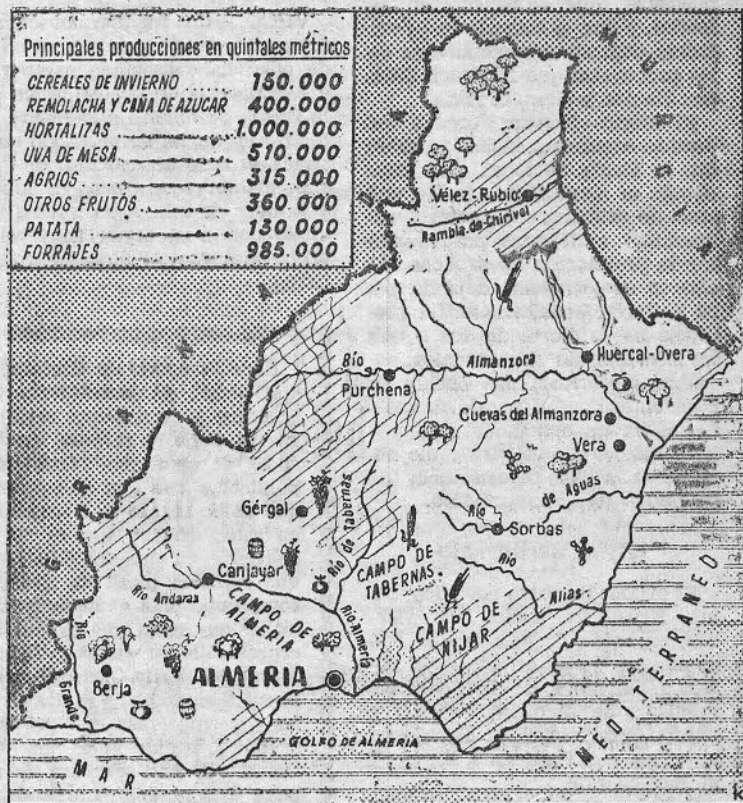 Principales producciones en quintales métricos
CEREALES DE INVIERNO ...... 150.000
REMOLACHA Y CAÑA DE AZUCAR 400.000
HORTALIZAS ............ 1.000.000
UVA DE MESA ............ 510.000
AGRIOS ............ 315.000
OTROS FRUTOS ............ 360.000
PATATA ............ 130.000
FORRAJES ............ 985.000
MURCIA
GRANADA
Vélez-Rubio
Rambla de Chirivel
Río Almanzora
Huercal-Overa
Purchena
Cuevas del Almanzora
Vera
Río de Aguas
Sorbas
Gérgal
Río de Tabernas
CAMPO DE
TABERNAS
Canjayar
Río Andarax
CAMPO DE
ALMERIA
Río Almería
Río Alias
CAMPO DE
NIJAR
Río Grande
Berja
ALMERIA
GOLFO DE ALMERIA
MAR MEDITERRANEO
k